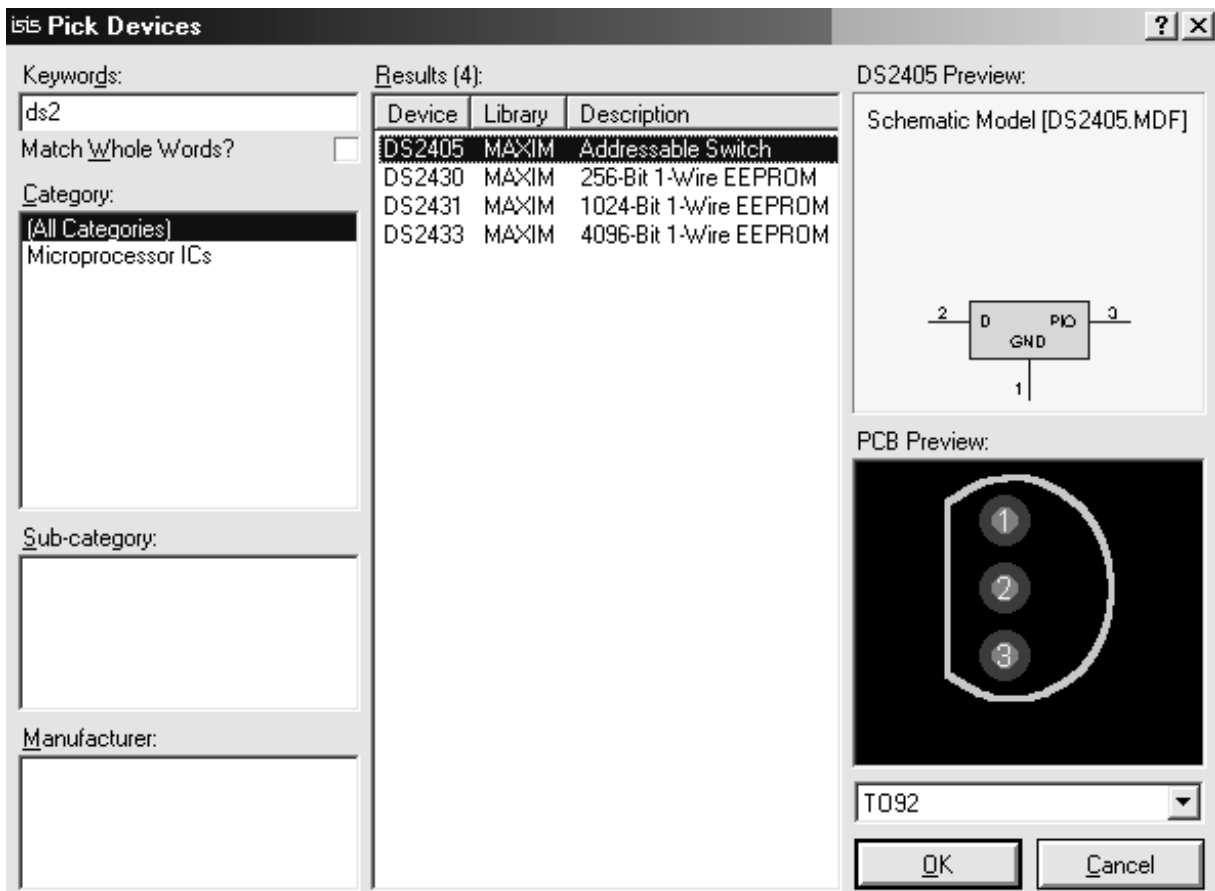 isis Pick Devices
? ×
Keywords:
ds2
Match Whole Words?
Category:
(All Categories)
Microprocessor ICs
Sub-category:
Manufacturer:
Results (4):
Device Library Description
DS2405 MAXIM Addressable Switch
DS2430 MAXIM 256-Bit 1-Wire EEPROM
DS2431 MAXIM 1024-Bit 1-Wire EEPROM
DS2433 MAXIM 4096-Bit 1-Wire EEPROM
DS2405 Preview:
Schematic Model [DS2405.MDF]
2 D PIO 3
GND
1
PCB Preview:
1
2
3
TO92
OK Cancel